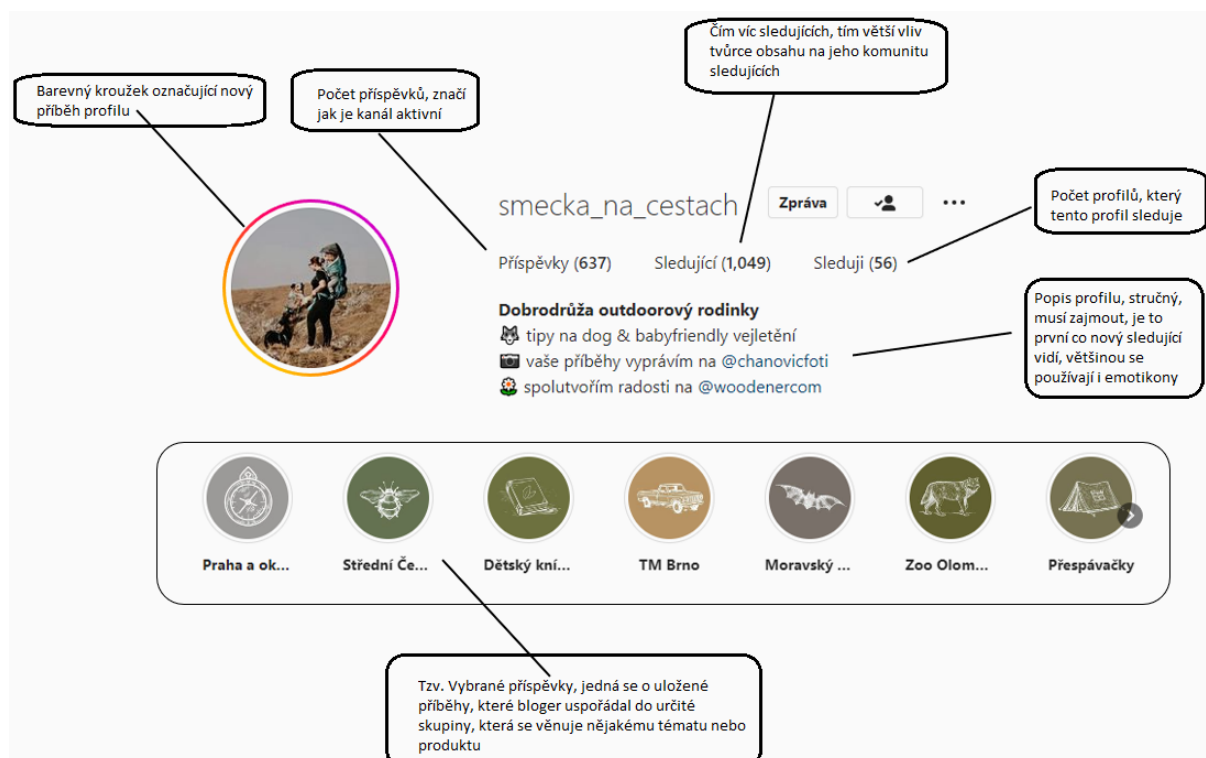 Čím víc sledujících, tím větší vliv
tvůrce obsahu na jeho komunitu
sledujících
Barevný kroužek označující nový
příběh profilu
Počet příspěvků, značí
jak je kanál aktivní
Počet profilů, který
tento profil sleduje
smecka_na_cestach
Zpráva
Příspěvky (637) Sledující (1,049) Sleduji (56)
Dobrodrůža outdoorový rodinky
tipy na dog & babyfriendly vejletění
vaše příběhy vyprávím na @chanovicfoti
spolutvořím radosti na @woodenercom
Popis profilu, stručný,
musí zajmout, je to
první co nový sledující
vidí, většinou se
používají i emotikony
Praha a ok... Střední Če... Dětský kní... TM Brno Moravský ... Zoo Olom... Přespávačky
Tzv. Vybrané příspěvky, jedná se o uložené
příběhy, které bloger uspořádal do určité
skupiny, která se věnuje nějakému tématu nebo
produktu